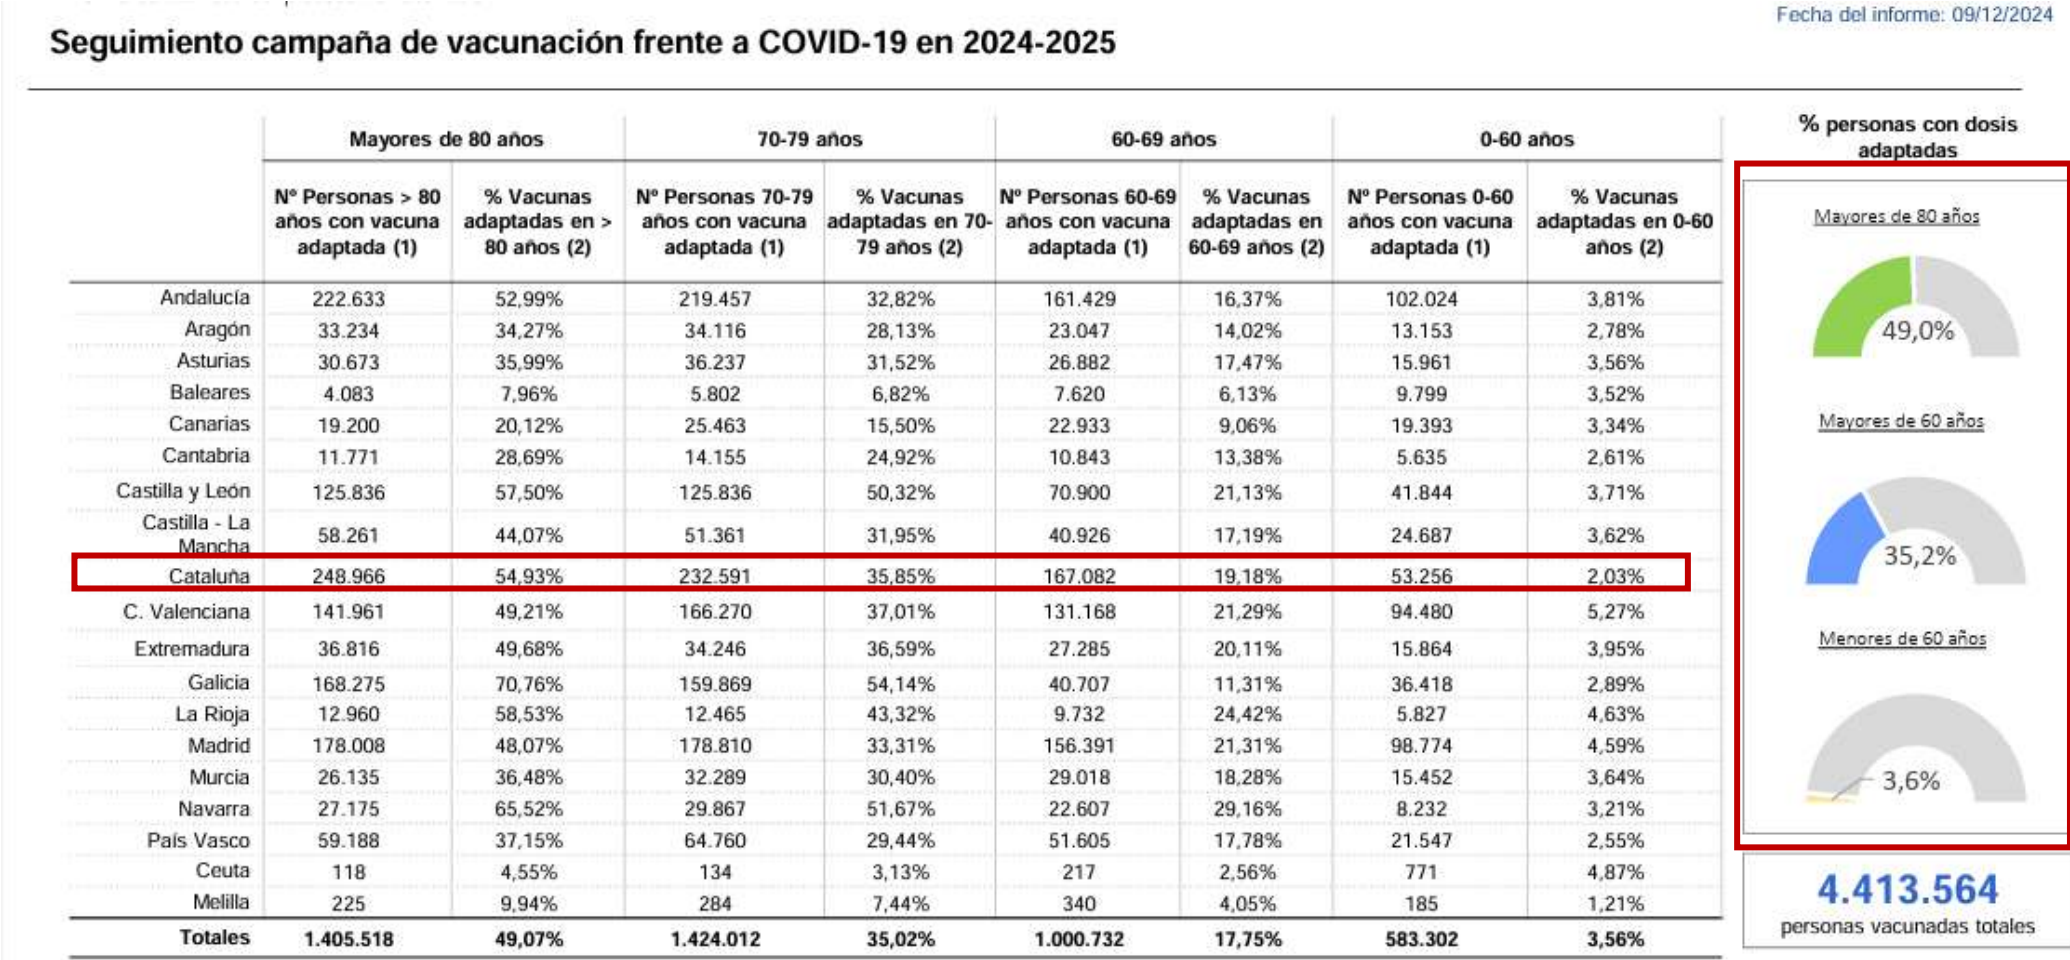 Fecha del informe: 09/12/2024
Seguimiento campaña de vacunación frente a COVID-19 en 2024-2025
Mayores de 80 años 70-79 años 60-69 años 0-60 años
Nº Personas > 80 años con vacuna adaptada (1) % Vacunas adaptadas en > 80 años (2) Nº Personas 70-79 años con vacuna adaptada (1) % Vacunas adaptadas en 70-79 años (2) Nº Personas 60-69 años con vacuna adaptada (1) % Vacunas adaptadas en 60-69 años (2) Nº Personas 0-60 años con vacuna adaptada (1) % Vacunas adaptadas en 0-60 años (2)
Andalucía 222.633 52,99% 219.457 32,82% 161.429 16,37% 102.024 3,81%
Aragón 33.234 34,27% 34.116 28,13% 23.047 14,02% 13.153 2,78%
Asturias 30.673 35,99% 36.237 31,52% 26.882 17,47% 15.961 3,56%
Baleares 4.083 7,96% 5.802 6,82% 7.620 6,13% 9.799 3,52%
Canarias 19.200 20,12% 25.463 15,50% 22.933 9,06% 19.393 3,34%
Cantabria 11.771 28,69% 14.155 24,92% 10.843 13,38% 5.635 2,61%
Castilla y León 125.836 57,50% 125.836 50,32% 70.900 21,13% 41.844 3,71%
Castilla - La Mancha 58.261 44,07% 51.361 31,95% 40.926 17,19% 24.687 3,62%
Cataluña 248.966 54,93% 232.591 35,85% 167.082 19,18% 53.256 2,03%
C. Valenciana 141.961 49,21% 166.270 37,01% 131.168 21,29% 94.480 5,27%
Extremadura 36.816 49,68% 34.246 36,59% 27.285 20,11% 15.864 3,95%
Galicia 168.275 70,76% 159.869 54,14% 40.707 11,31% 36.418 2,89%
La Rioja 12.960 58,53% 12.465 43,32% 9.732 24,42% 5.827 4,63%
Madrid 178.008 48,07% 178.810 33,31% 156.391 21,31% 98.774 4,59%
Murcia 26.135 36,48% 32.289 30,40% 29.018 18,28% 15.452 3,64%
Navarra 27.175 65,52% 29.867 51,67% 22.607 29,16% 8.232 3,21%
País Vasco 59.188 37,15% 64.760 29,44% 51.605 17,78% 21.547 2,55%
Ceuta 118 4,55% 134 3,13% 217 2,56% 771 4,87%
Melilla 225 9,94% 284 7,44% 340 4,05% 185 1,21%
Totales 1.405.518 49,07% 1.424.012 35,02% 1.000.732 17,75% 583.302 3,56%
% personas con dosis
adaptadas
Mayores de 80 años
49,0%
Mayores de 60 años
35,2%
Menores de 60 años
3,6%
4.413.564
personas vacunadas totales